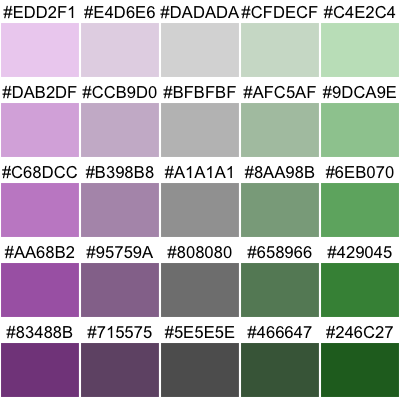 #EDD2F1 #E4D6E6 #DADADA #CFDECF #C4E2C4
#DAB2DF #CCB9D0 #BFBFBF #AFC5AF #9DCA9E
#C68DCC #B398B8 #A1A1A1 #8AA98B #6EB070
#AA68B2 #95759A #808080 #658966 #429045
#83488B #715575 #5E5E5E #466647 #246C27